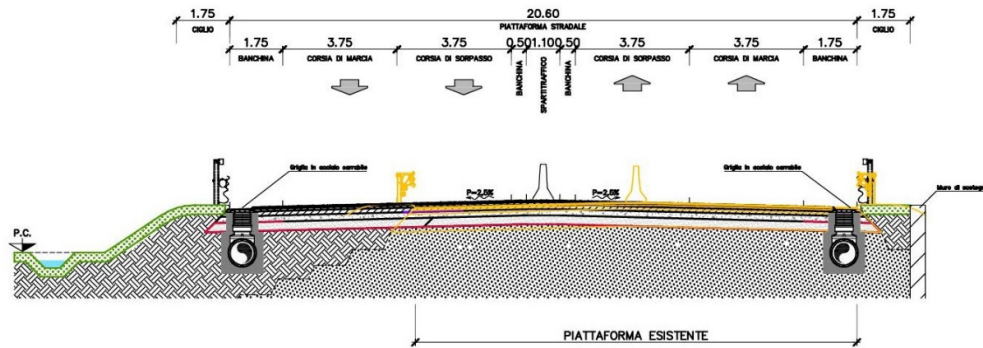 1.75 20.60 1.75
CIGLIO PIATTAFORMA STRADALE CIGLIO
1.75 3.75 3.75 0.50 1.10 0.50 3.75 3.75 1.75
BANCHINA CORSIA DI MARCIA CORSIA DI SORPASSO BANCHINA SPARTITRAFFICO BANCHINA CORSIA DI SORPASSO CORSIA DI MARCIA BANCHINA
Griglia in acciaio carrabile Griglia in acciaio carrabile
P=2,5% P=2,5%
Muro di sosteg
P.C.
PIATTAFORMA ESISTENTE